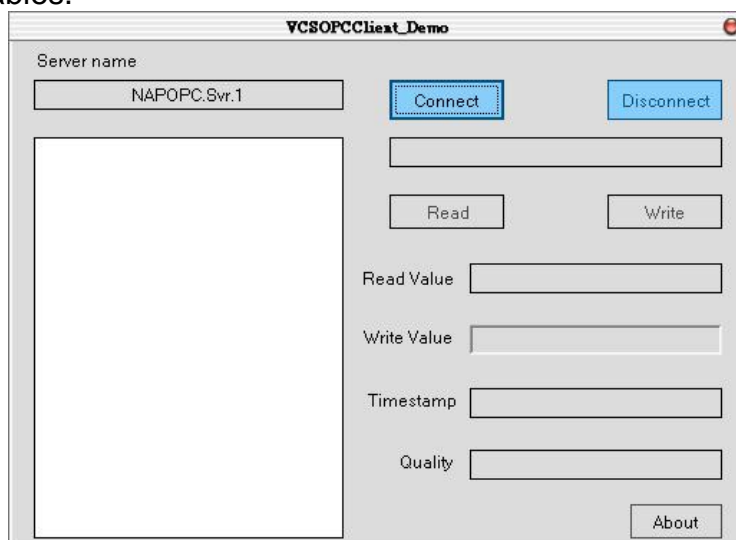 VCSOPCClient_Demo
Server name
NAPOPC.Svr.1
Connect
Disconnect
Read
Write
Read Value
Write Value
Timestamp
Quality
About